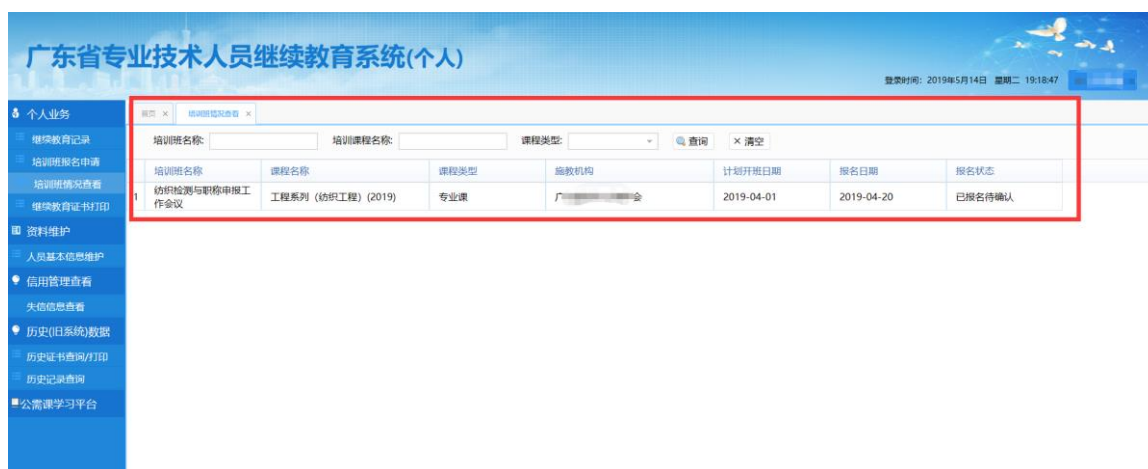 广东省专业技术人员继续教育系统(个人)
登录时间: 2019年5月14日 星期二 19:18:47
个人业务
继续教育记录
培训班报名申请
培训班情况查看
继续教育证书打印
资料维护
人员基本信息维护
信用管理查看
失信信息查看
历史(旧系统)数据
历史证书查询/打印
历史记录查询
公需课学习平台
首页 × 培训班情况查看 ×
培训班名称: 培训课程名称: 课程类型: 查询 × 清空
培训班名称 课程名称 课程类型 施教机构 计划开班日期 报名日期 报名状态
1 纺织检测与职称申报工 工程系列 (纺织工程) (2019) 专业课 广 会 2019-04-01 2019-04-20 已报名待确认
作会议